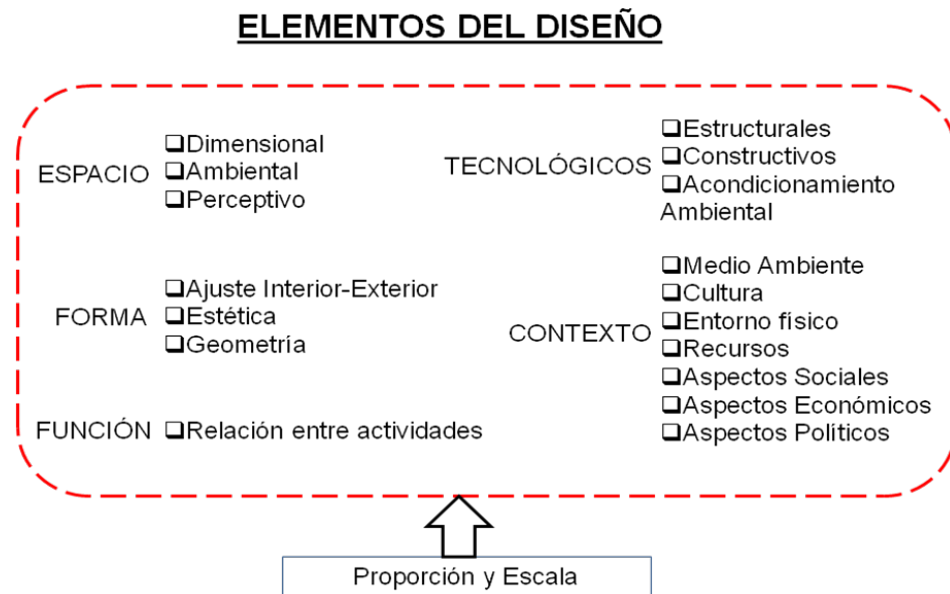 ELEMENTOS DEL DISEÑO
ESPACIO
❑Dimensional
❑Ambiental
❑Perceptivo
FORMA
❑Ajuste Interior-Exterior
❑Estética
❑Geometría
FUNCIÓN
❑Relación entre actividades
TECNOLÓGICOS
❑Estructurales
❑Constructivos
❑Acondicionamiento
Ambiental
CONTEXTO
❑Medio Ambiente
❑Cultura
❑Entorno físico
❑Recursos
❑Aspectos Sociales
❑Aspectos Económicos
❑Aspectos Políticos
Proporción y Escala